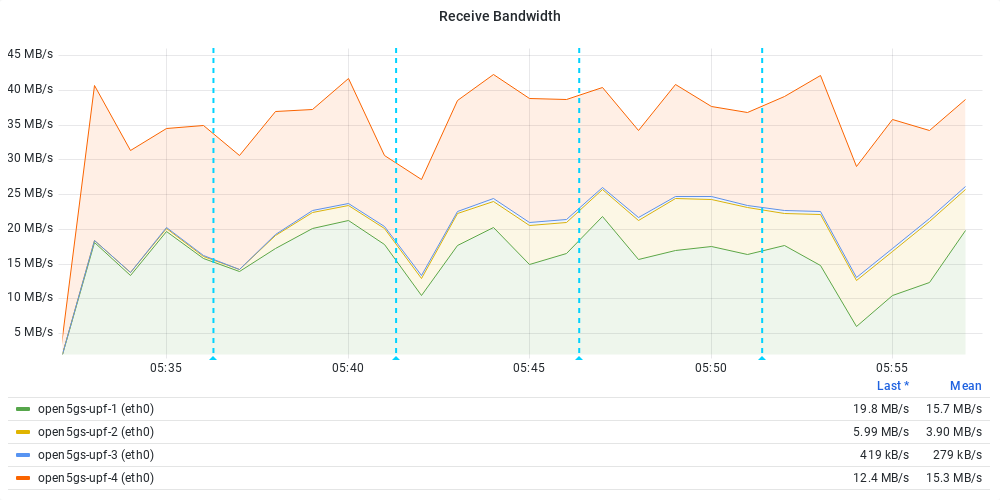 Receive Bandwidth
45 MB/s
40 MB/s
35 MB/s
30 MB/s
25 MB/s
20 MB/s
15 MB/s
10 MB/s
5 MB/s
05:35 05:40 05:45 05:50 05:55
Last * Mean
open5gs-upf-1 (eth0) 19.8 MB/s 15.7 MB/s
open5gs-upf-2 (eth0) 5.99 MB/s 3.90 MB/s
open5gs-upf-3 (eth0) 419 kB/s 279 kB/s
open5gs-upf-4 (eth0) 12.4 MB/s 15.3 MB/s